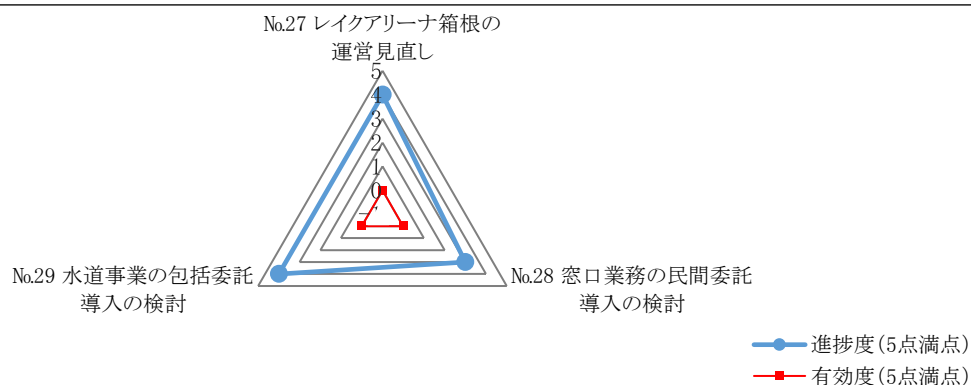 №27 レイクアリーナ箱根の
運営見直し
5
4
3
2
1
0
№29 水道事業の包括委託
導入の検討
№28 窓口業務の民間委託
導入の検討
進捗度(5点満点)
有効度(5点満点)